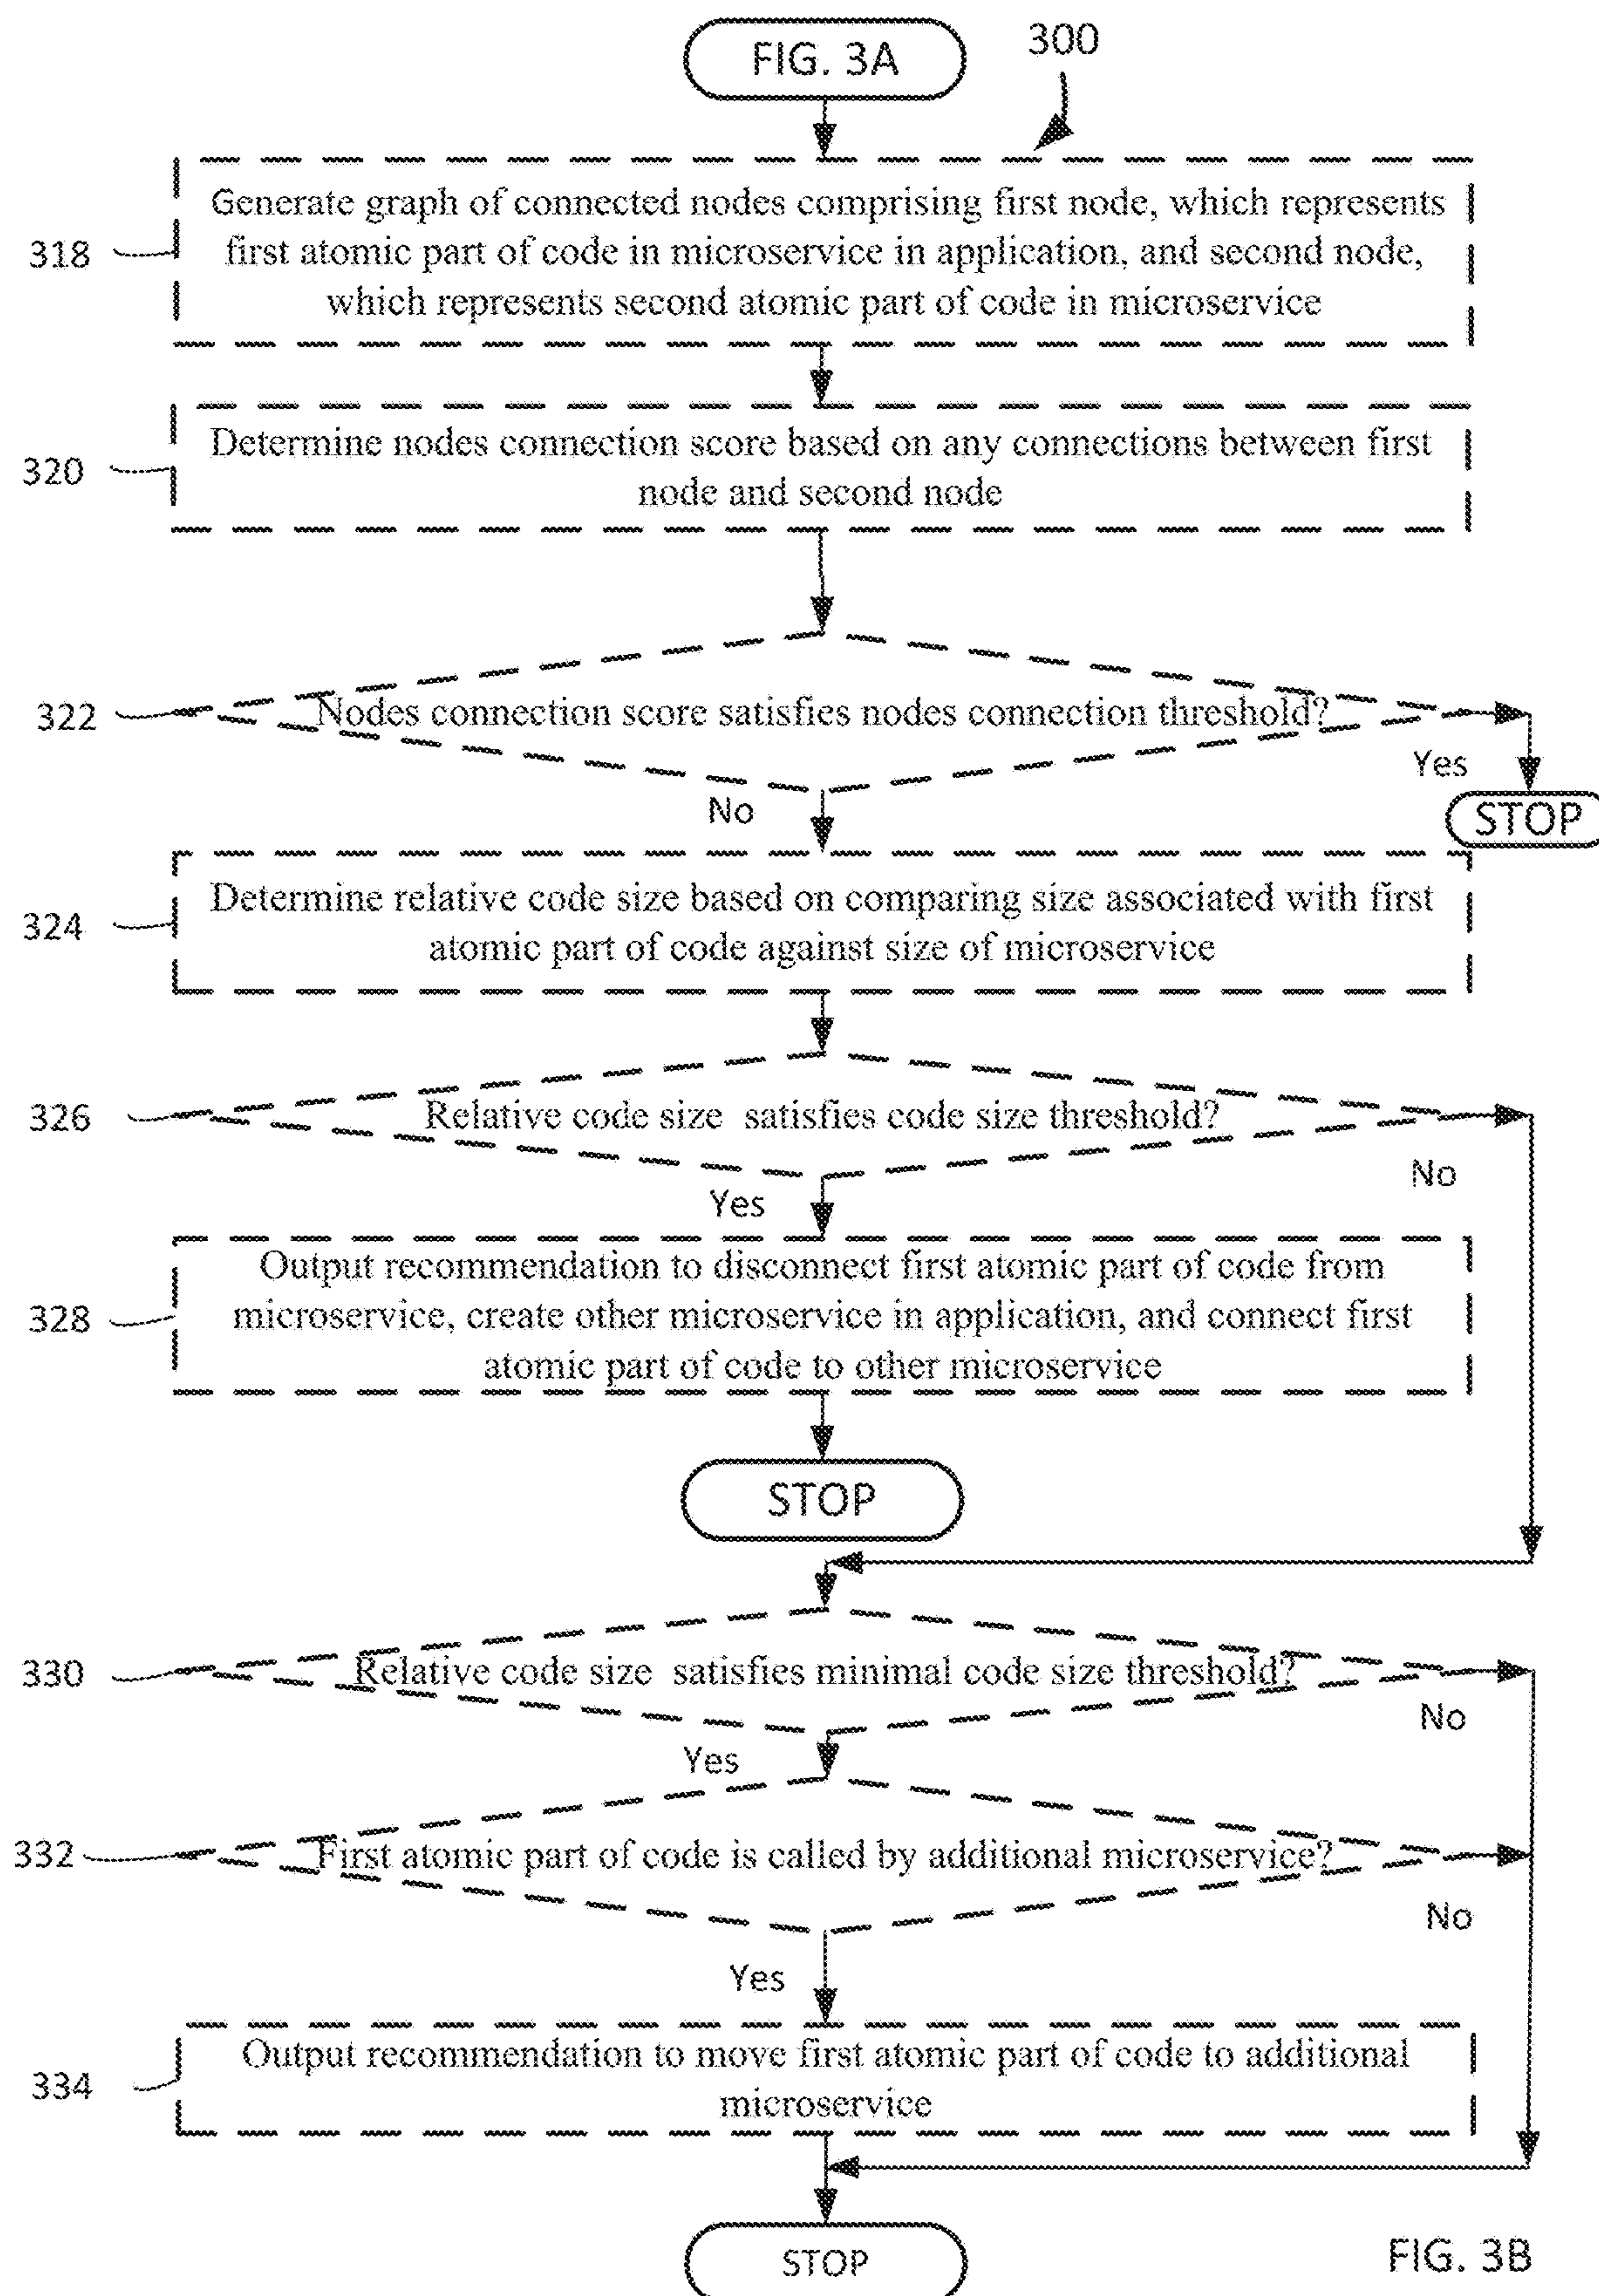 FIG. 3A
300
318
Generate graph of connected nodes comprising first node, which represents
first atomic part of code in microservice in application, and second node,
which represents second atomic part of code in microservice
320
Determine nodes connection score based on any connections between first
node and second node
322
Nodes connection score satisfies nodes connection threshold?
Yes
STOP
No
324
Determine relative code size based on comparing size associated with first
atomic part of code against size of microservice
326
Relative code size satisfies code size threshold?
No
Yes
328
Output recommendation to disconnect first atomic part of code from
microservice, create other microservice in application, and connect first
atomic part of code to other microservice
STOP
330
Relative code size satisfies minimal code size threshold?
No
Yes
332
First atomic part of code is called by additional microservice?
No
Yes
334
Output recommendation to move first atomic part of code to additional
microservice
STOP
FIG. 3B